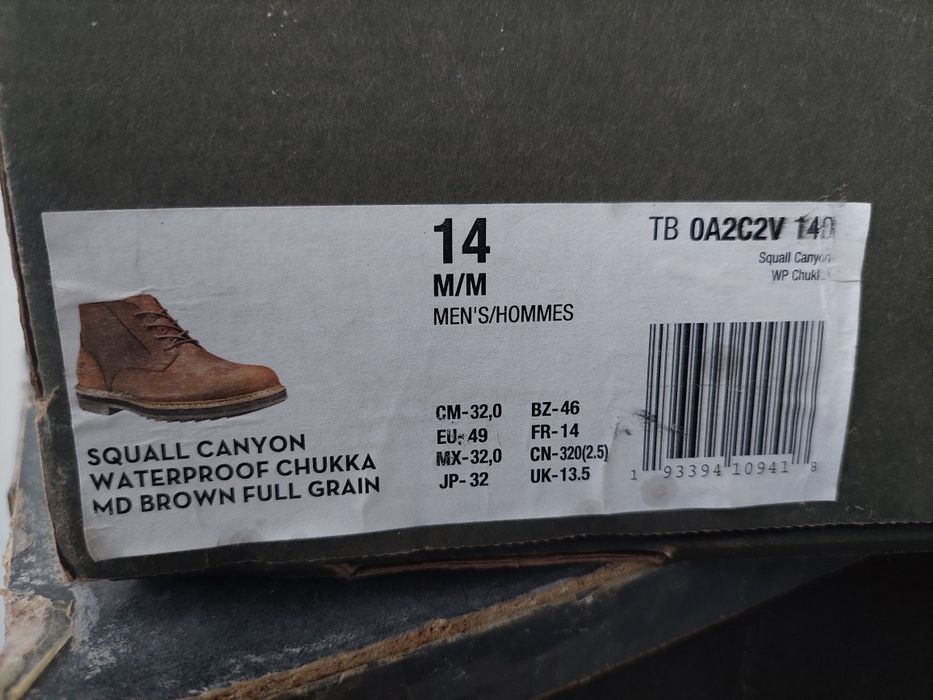 14
M/M
MEN'S/HOMMES
TB 0A2C2V 14D
Squall Canyon
WP Chukka
SQUALL CANYON
WATERPROOF CHUKKA
MD BROWN FULL GRAIN
CM-32,0 BZ-46
EU-49 FR-14
MX-32,0 CN-320(2.5)
JP-32 UK-13.5
1 93394 10941 8